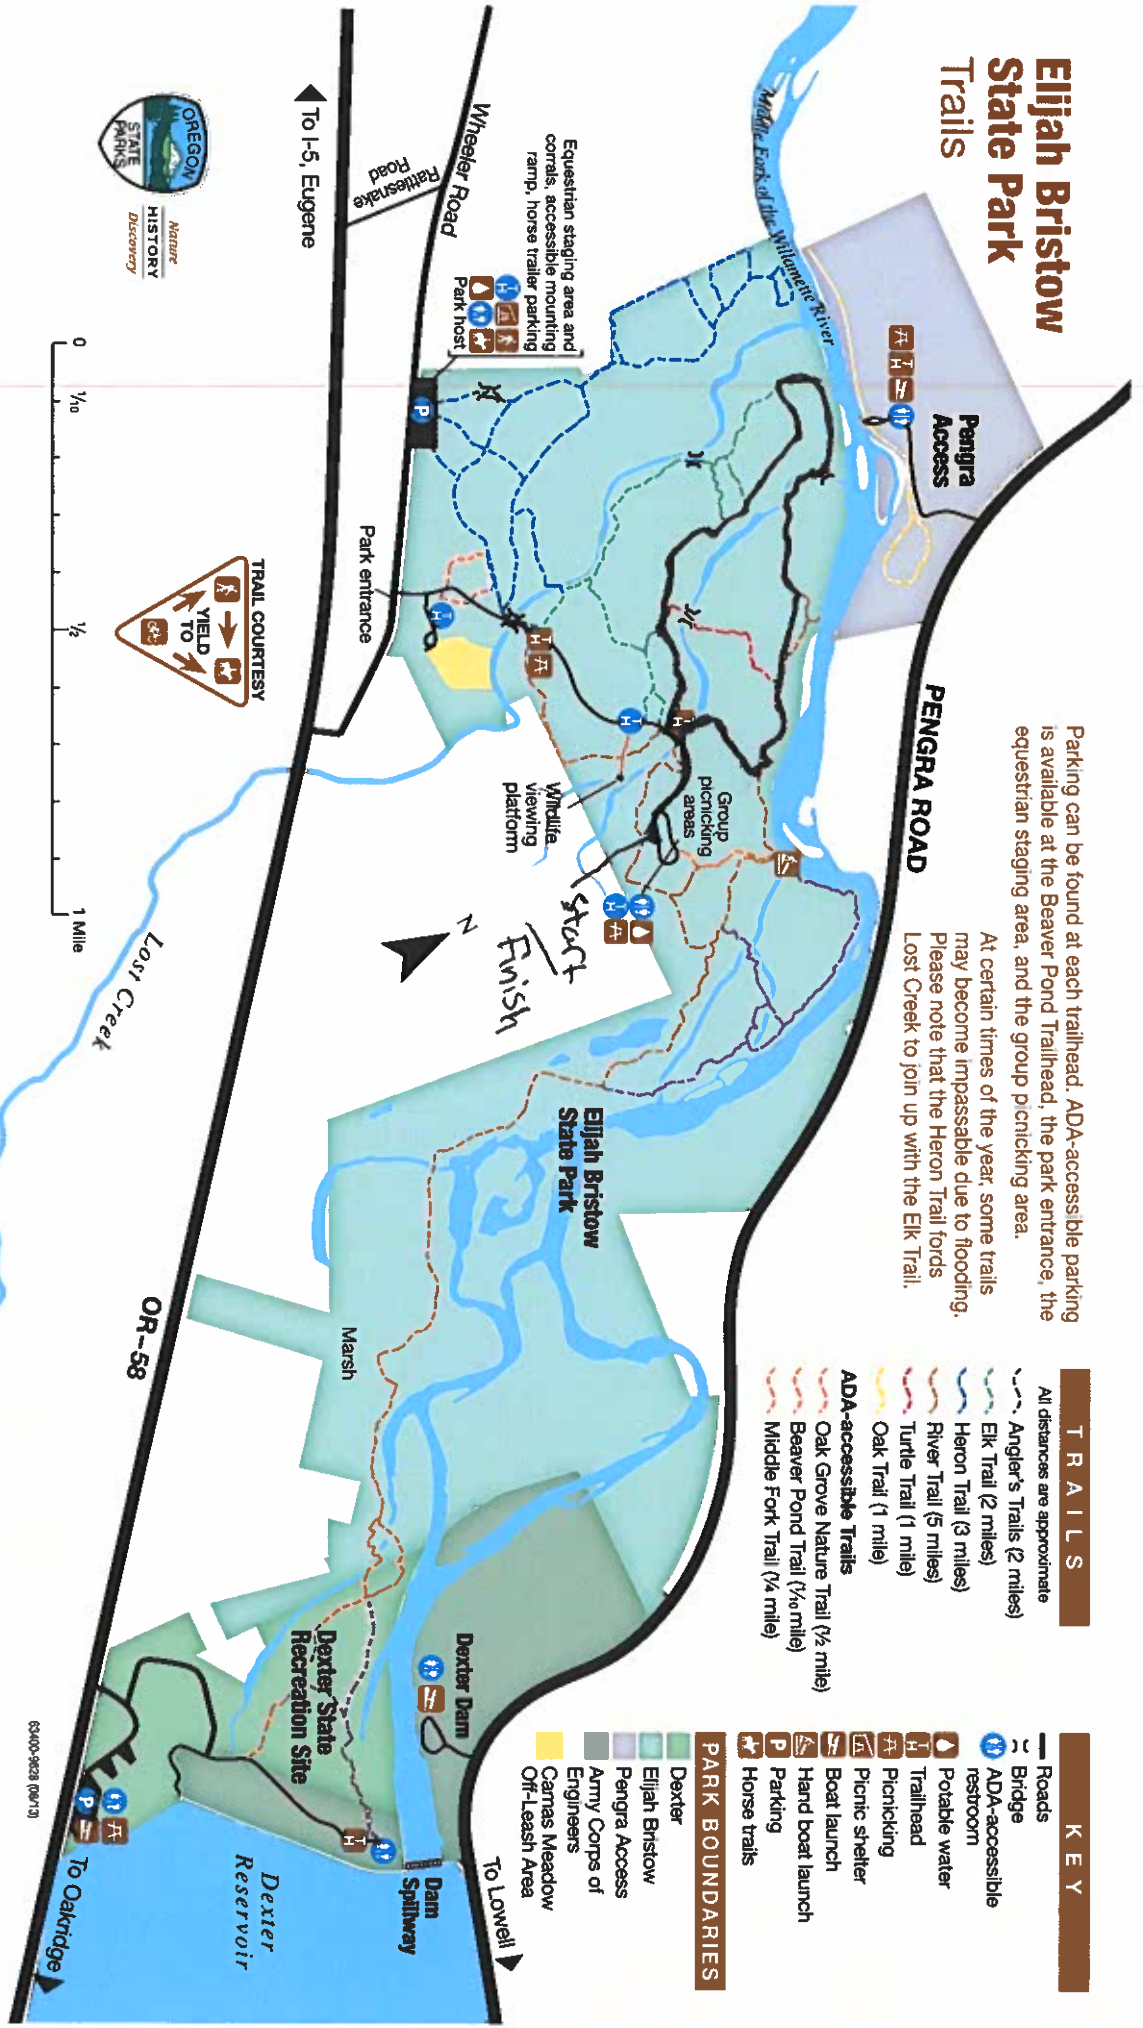 Elijah Bristow
State Park
Trails
Parking can be found at each trailhead. ADA-accessible parking
is available at the Beaver Pond Trailhead, the park entrance, the
equestrian staging area, and the group picnicking area.
At certain times of the year, some trails
may become impassable due to flooding.
Please note that the Heron Trail fords
Lost Creek to join up with the Elk Trail.
TRAILS
All distances are approximate
Angler's Trails (2 miles)
Elk Trail (2 miles)
Heron Trail (3 miles)
River Trail (5 miles)
Turtle Trail (1 mile)
Oak Trail (1 mile)
ADA-accessible Trails
Oak Grove Nature Trail (½ mile)
Beaver Pond Trail (1/10 mile)
Middle Fork Trail (¼ mile)
KEY
Roads
Bridge
ADA-accessible
restroom
Potable water
Trailhead
Picnicking
Picnic shelter
Boat launch
Hand boat launch
Parking
Horse trails
PARK BOUNDARIES
Dexter
Elijah Bristow
Pengra Access
Army Corps of
Engineers
Camas Meadow
Off-Leash Area
Middle Fork of the Willamette River
Pengra
Access
PENGRA ROAD
Wheeler Road
Rattlesnake
Road
Equestrian staging area and
corrals, accessible mounting
ramp, horse trailer parking
Park host
P
Park entrance
To I-5, Eugene
Group
picnicking
areas
Wildlife
viewing
platform
Start
Finish
N
Elijah Bristow
State Park
Marsh
Lost Creek
OR-58
Dexter Dam
Dexter State
Recreation Site
Dam
Spillway
To Lowell
Dexter
Reservoir
P
To Oakridge
OREGON
STATE
PARKS
Nature
HISTORY
Discovery
0
1/10
½
1 Mile
TRAIL COURTESY
YIELD
TO
63400-9628 (08/13)